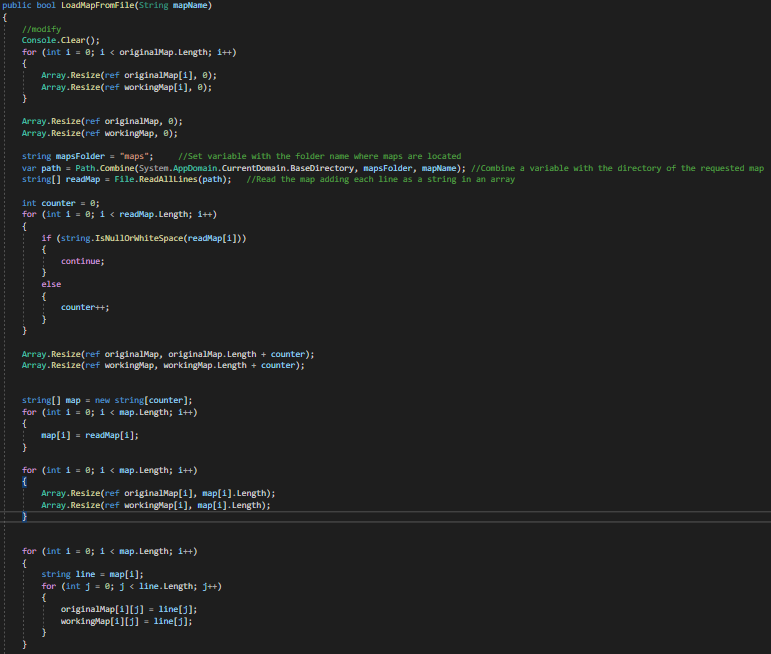 public bool LoadMapFromFile(String mapName)
{
//modify
Console.Clear();
for (int i = 0; i < originalMap.Length; i++)
{
Array.Resize(ref originalMap[i], 0);
Array.Resize(ref workingMap[i], 0);
}
Array.Resize(ref originalMap, 0);
Array.Resize(ref workingMap, 0);
string mapsFolder = "maps"; //Set variable with the folder name where maps are located
var path = Path.Combine(System.AppDomain.CurrentDomain.BaseDirectory, mapsFolder, mapName); //Combine a variable with the directory of the requested map
string[] readMap = File.ReadAllLines(path); //Read the map adding each line as a string in an array
int counter = 0;
for (int i = 0; i < readMap.Length; i++)
{
if (string.IsNullOrWhiteSpace(readMap[i]))
{
continue;
}
else
{
counter++;
}
}
Array.Resize(ref originalMap, originalMap.Length + counter);
Array.Resize(ref workingMap, workingMap.Length + counter);
string[] map = new string[counter];
for (int i = 0; i < map.Length; i++)
{
map[i] = readMap[i];
}
for (int i = 0; i < map.Length; i++)
{
Array.Resize(ref originalMap[i], map[i].Length);
Array.Resize(ref workingMap[i], map[i].Length);
}
for (int i = 0; i < map.Length; i++)
{
string line = map[i];
for (int j = 0; j < line.Length; j++)
{
originalMap[i][j] = line[j];
workingMap[i][j] = line[j];
}
}